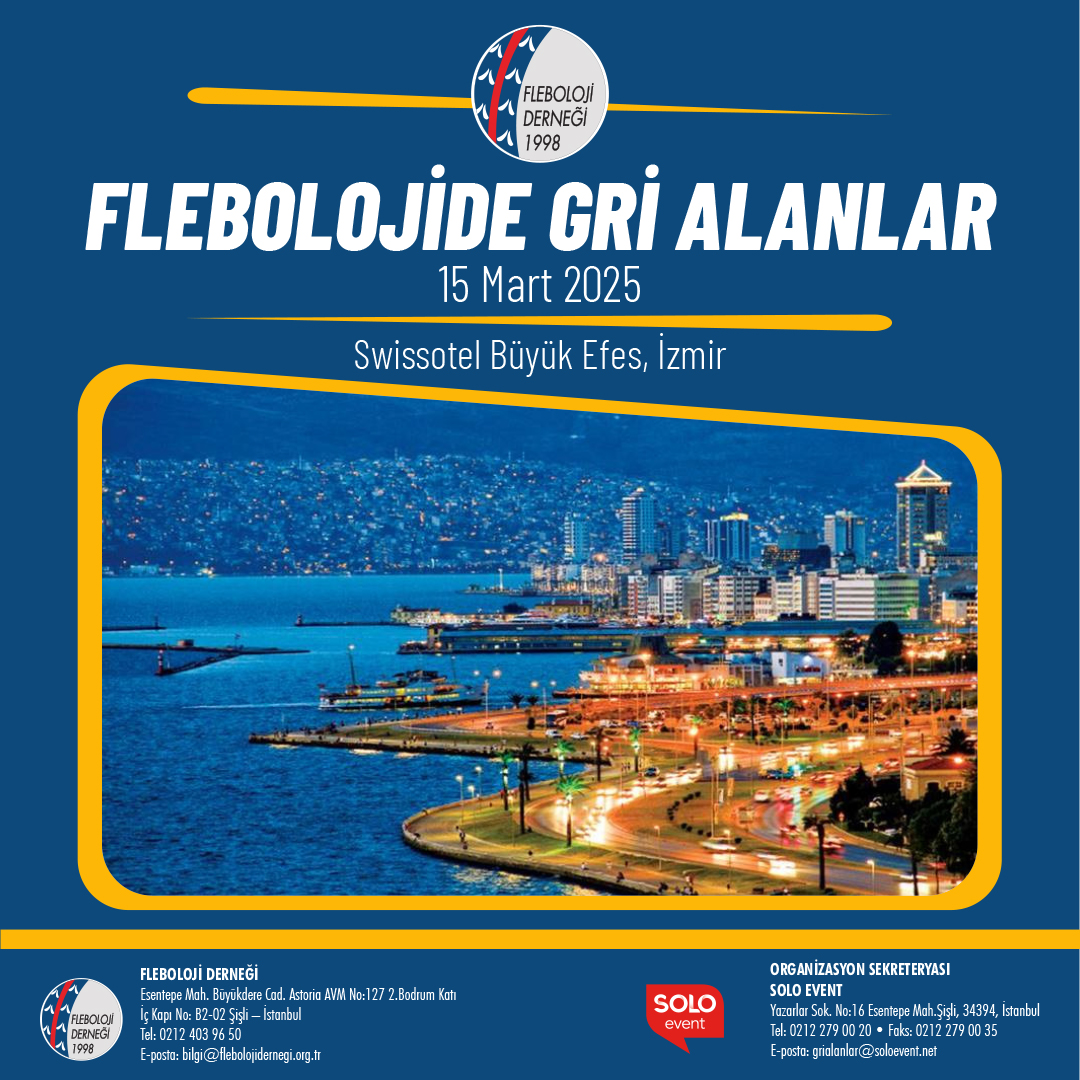 FLEBOLOJİ
DERNEĞİ
1998
FLEBOLOJİDE GRİ ALANLAR
15 Mart 2025
Swissotel Büyük Efes, İzmir
FLEBOLOJİ
DERNEĞİ
1998
FLEBOLOJİ DERNEĞİ
Esentepe Mah. Büyükdere Cad. Astoria AVM No:127 2.Bodrum Katı
İç Kapı No: B2-02 Şişli – İstanbul
Tel: 0212 403 96 50
E-posta: bilgi@flebolojidernegi.org.tr
SOLO
event
ORGANİZASYON SEKRETERYASI
SOLO EVENT
Yazarlar Sok. No:16 Esentepe Mah.Şişli, 34394, İstanbul
Tel: 0212 279 00 20 • Faks: 0212 279 00 35
E-posta: grialanlar@soloevent.net